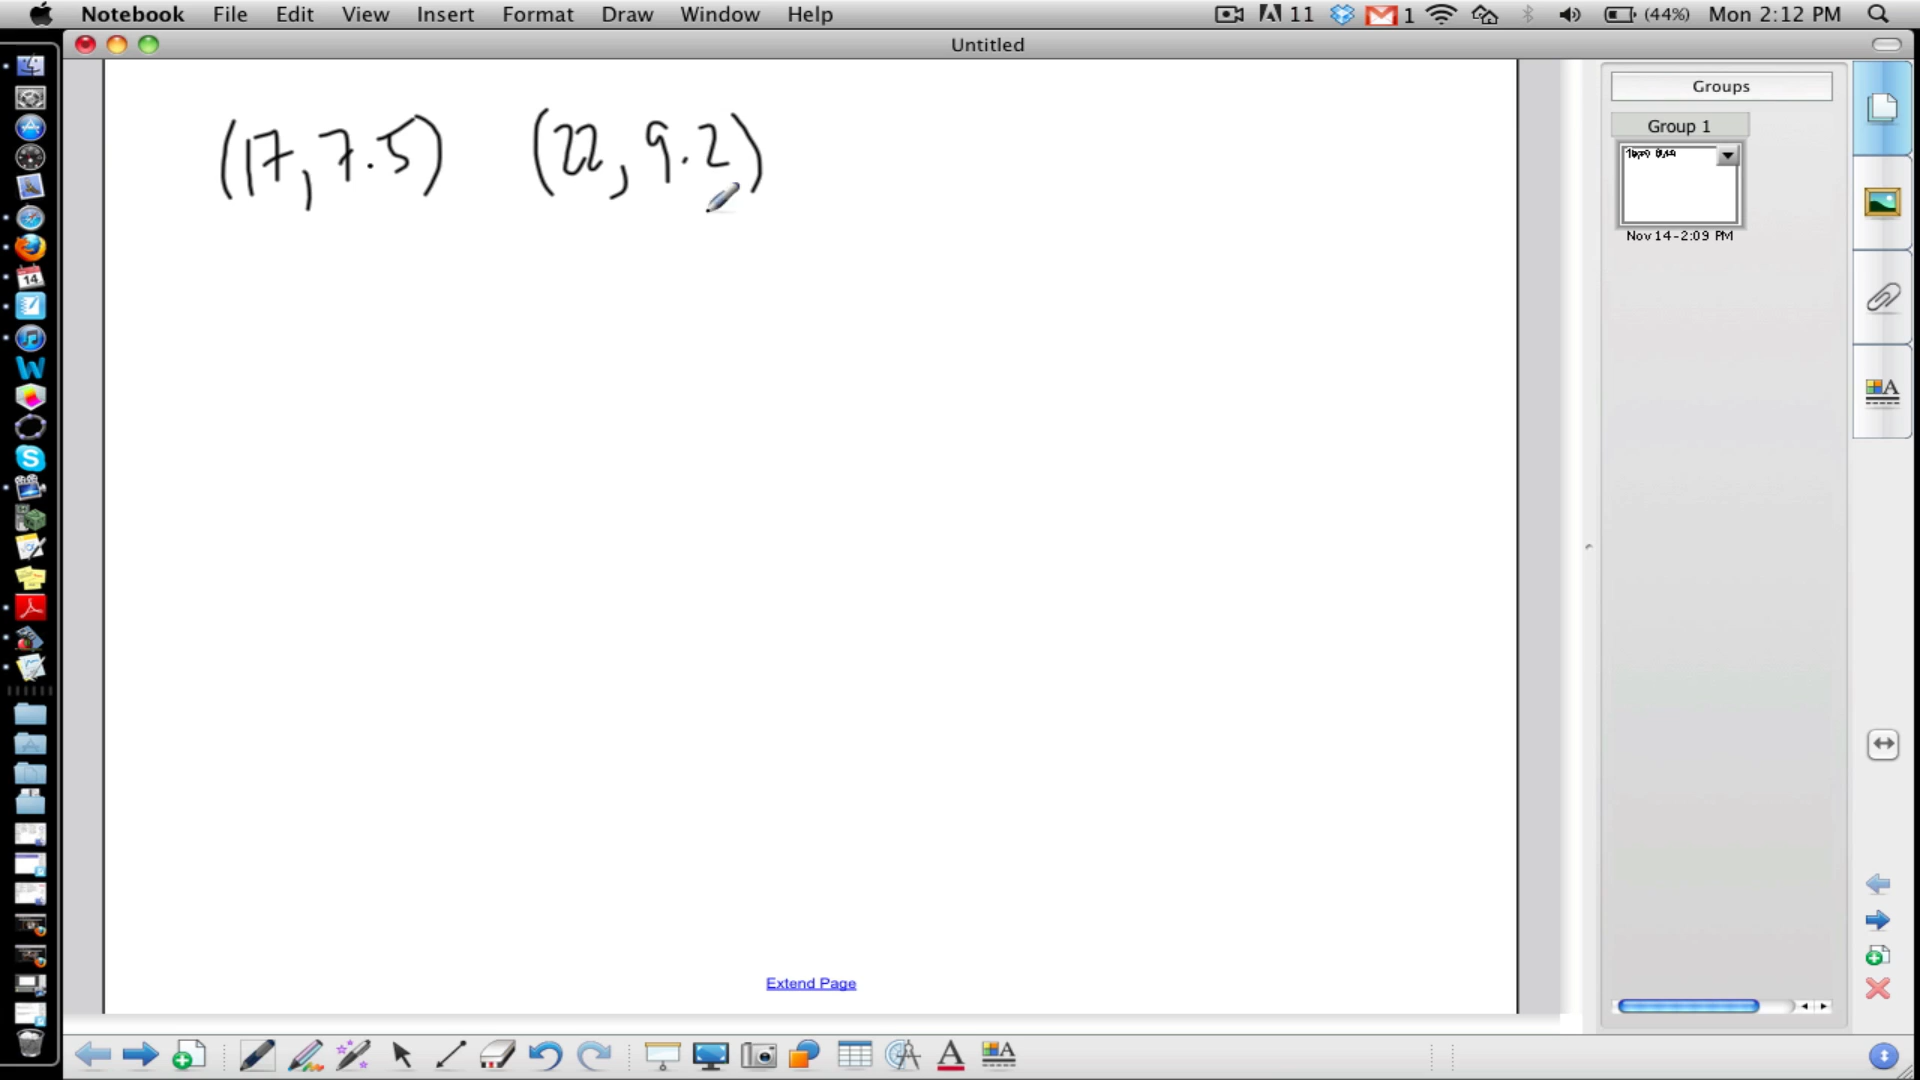 Notebook File Edit View Insert Format Draw Window Help 11 1 (44%) Mon 2:12 PM
Untitled
(17, 7.5) (22, 9.2)
Groups
Group 1
Nov 14-2:09 PM
14
Extend Page